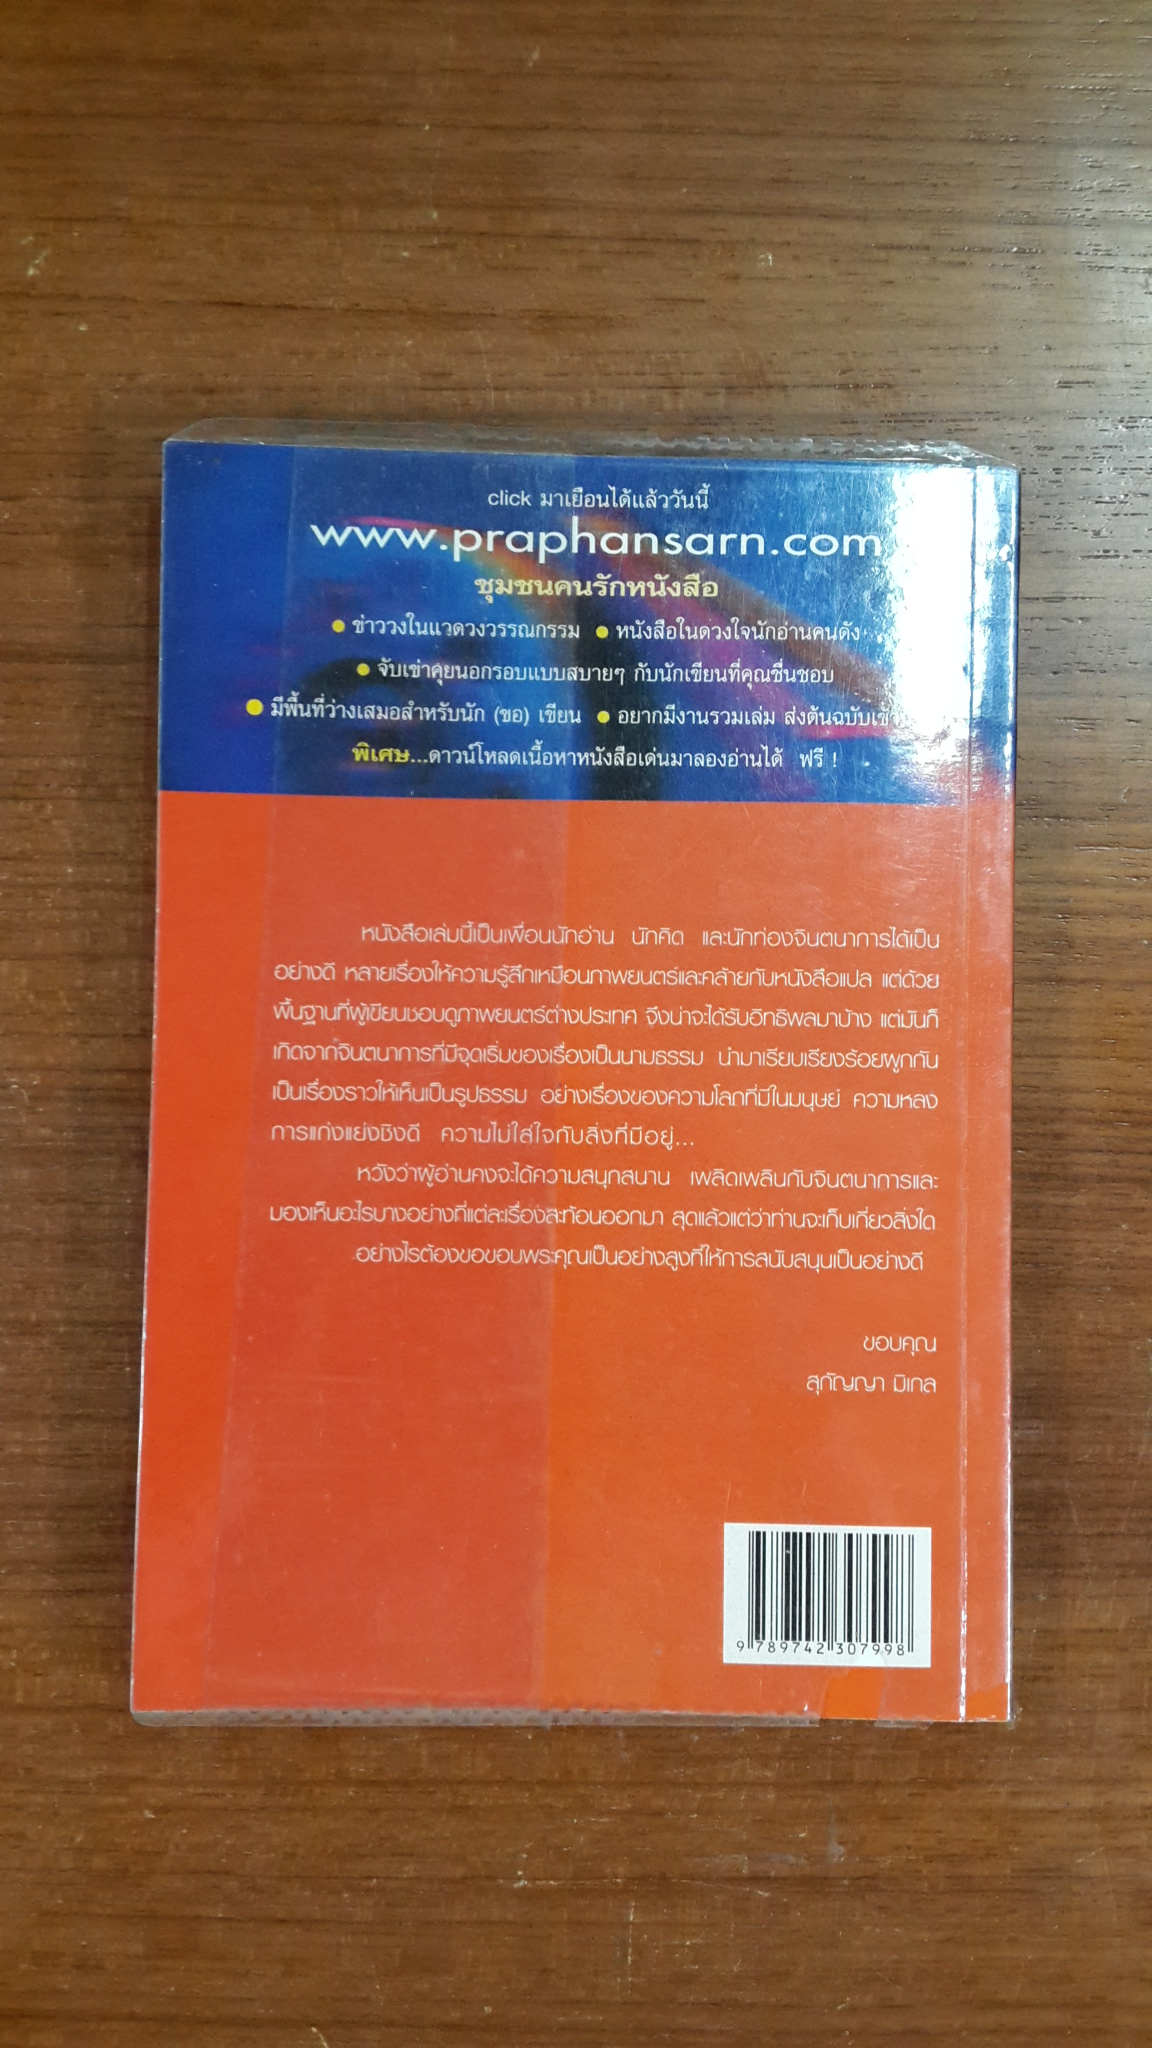 click มาเยือนได้แล้ววันนี้
www.praphansarn.com
ชุมชนคนรักหนังสือ
● ข่าววงในแวดวงวรรณกรรม ● หนังสือในดวงใจนักอ่านคนดัง
● จับเข่าคุยนอกรอบแบบสบายๆ กับนักเขียนที่คุณชื่นชอบ
● มีพื้นที่ว่างเสมอสำหรับนัก (ขอ) เขียน ● อยากมีงานรวมเล่ม ส่งต้นฉบับเข้า
พิเศษ...ดาวน์โหลดเนื้อหาหนังสือเด่นมาลองอ่านได้ ฟรี !
หนังสือเล่มนี้เป็นเพื่อนนักอ่าน นักคิด และนักท่องจินตนาการได้เป็น
อย่างดี หลายเรื่องให้ความรู้สึกเหมือนภาพยนตร์และคล้ายกับหนังสือแปล แต่ด้วย
พื้นฐานที่ผู้เขียนชอบดูภาพยนตร์ต่างประเทศ จึงน่าจะได้รับอิทธิพลมาบ้าง แต่มันก็
เกิดจากจินตนาการที่มีจุดเริ่มของเรื่องเป็นนามธรรม นำมาเรียบเรียงร้อยผูกกัน
เป็นเรื่องราวให้เห็นเป็นรูปธรรม อย่างเรื่องของความโลภที่มีในมนุษย์ ความหลง
การแก่งแย่งชิงดี ความไม่ใส่ใจกับสิ่งที่มีอยู่...
หวังว่าผู้อ่านคงจะได้ความสนุกสนาน เพลิดเพลินกับจินตนาการและ
มองเห็นอะไรบางอย่างที่แต่ละเรื่องสะท้อนออกมา สุดแล้วแต่ว่าท่านจะเก็บเกี่ยวสิ่งใด
อย่างไรต้องขอขอบพระคุณเป็นอย่างสูงที่ให้การสนับสนุนเป็นอย่างดี
ขอบคุณ
สุกัญญา มิเกล
9 789742 307998